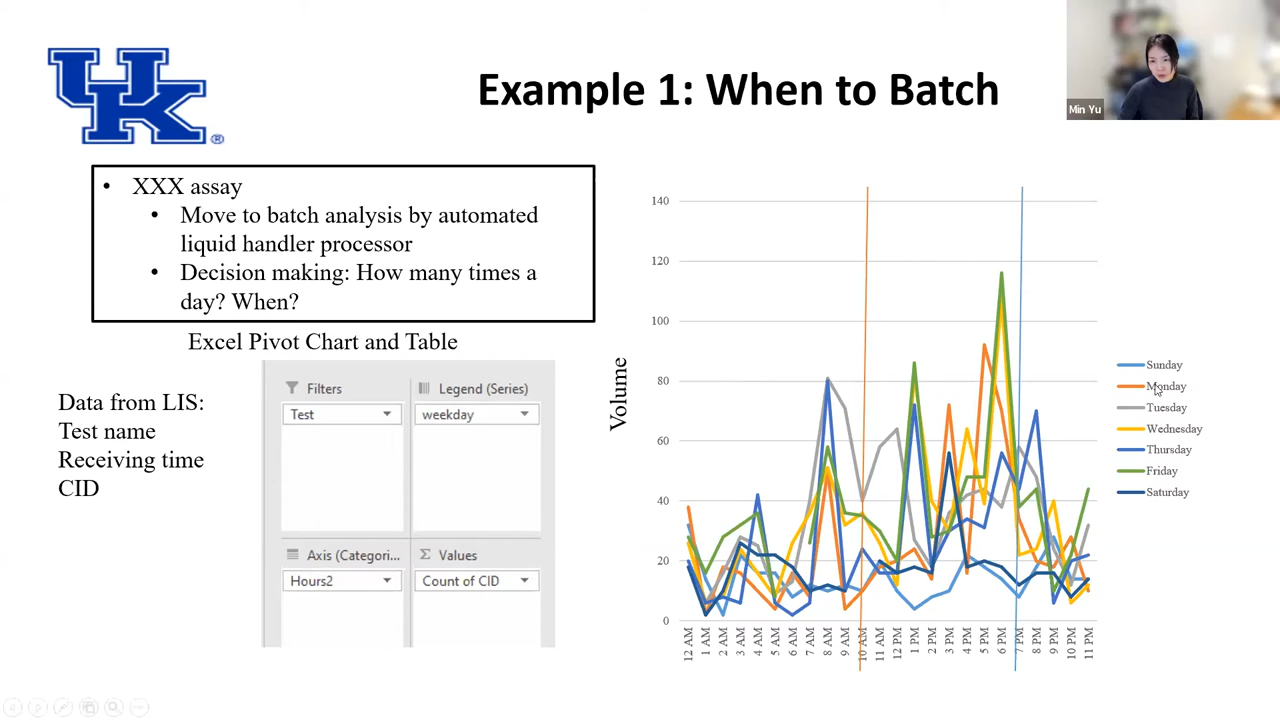 UK
®
Example 1: When to Batch
Min Yu
• XXX assay
• Move to batch analysis by automated
liquid handler processor
• Decision making: How many times a
day? When?
Excel Pivot Chart and Table
Data from LIS:
Test name
Receiving time
CID
Filters
Legend (Series)
Test
weekday
Axis (Categori...
Σ Values
Hours2
Count of CID
Volume
140
120
100
80
60
40
20
0
12 AM
1 AM
2 AM
3 AM
4 AM
5 AM
6 AM
7 AM
8 AM
9 AM
10 AM
11 AM
12 PM
1 PM
2 PM
3 PM
4 PM
5 PM
6 PM
7 PM
8 PM
9 PM
10 PM
11 PM
Sunday
Monday
Tuesday
Wednesday
Thursday
Friday
Saturday